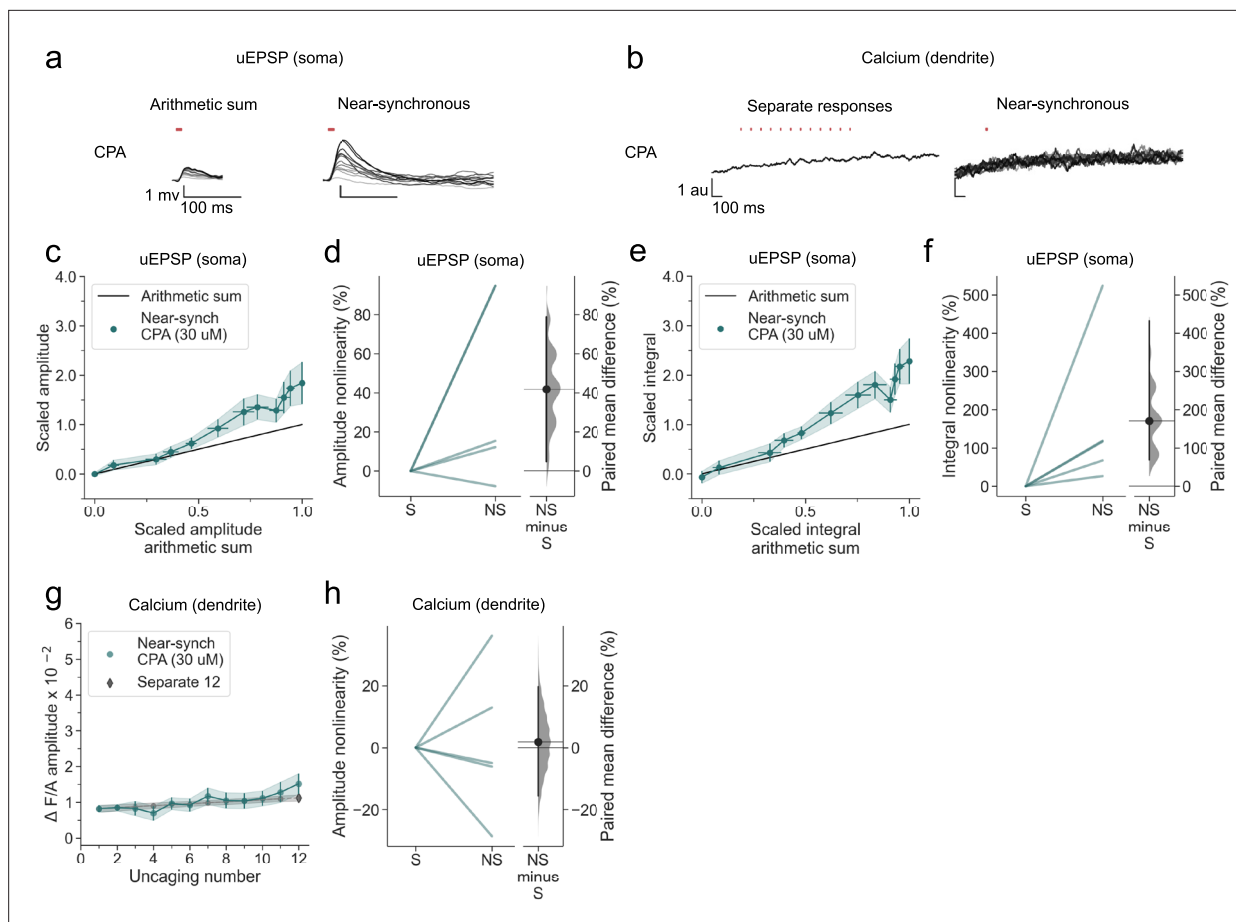 a
uEPSP (soma)
Arithmetic sum
Near-synchronous
CPA
1 mv
100 ms
b
Calcium (dendrite)
Separate responses
Near-synchronous
CPA
1 au
100 ms
c
uEPSP (soma)
Scaled amplitude
4.0
3.0
2.0
1.0
0.0
Arithmetic sum
Near-synch
CPA (30 uM)
0.0
0.5
1.0
Scaled amplitude
arithmetic sum
d
uEPSP (soma)
Amplitude nonlinearity (%)
80
60
40
20
0
S
NS
NS
minus
S
80
60
40
20
0
Paired mean difference (%)
e
uEPSP (soma)
Scaled integral
4.0
3.0
2.0
1.0
0.0
Arithmetic sum
Near-synch
CPA (30 uM)
0.0
0.5
1.0
Scaled integral
arithmetic sum
f
uEPSP (soma)
Integral nonlinearity (%)
500
400
300
200
100
0
S
NS
NS
minus
S
Paired mean difference (%)
g
Calcium (dendrite)
Δ F/A amplitude x 10⁻²
6
5
4
3
2
1
0
Near-synch
CPA (30 uM)
Separate 12
0
2
4
6
8
10
12
Uncaging number
h
Calcium (dendrite)
Amplitude nonlinearity (%)
20
0
−20
S
NS
NS
minus
S
20
0
−20
Paired mean difference (%)